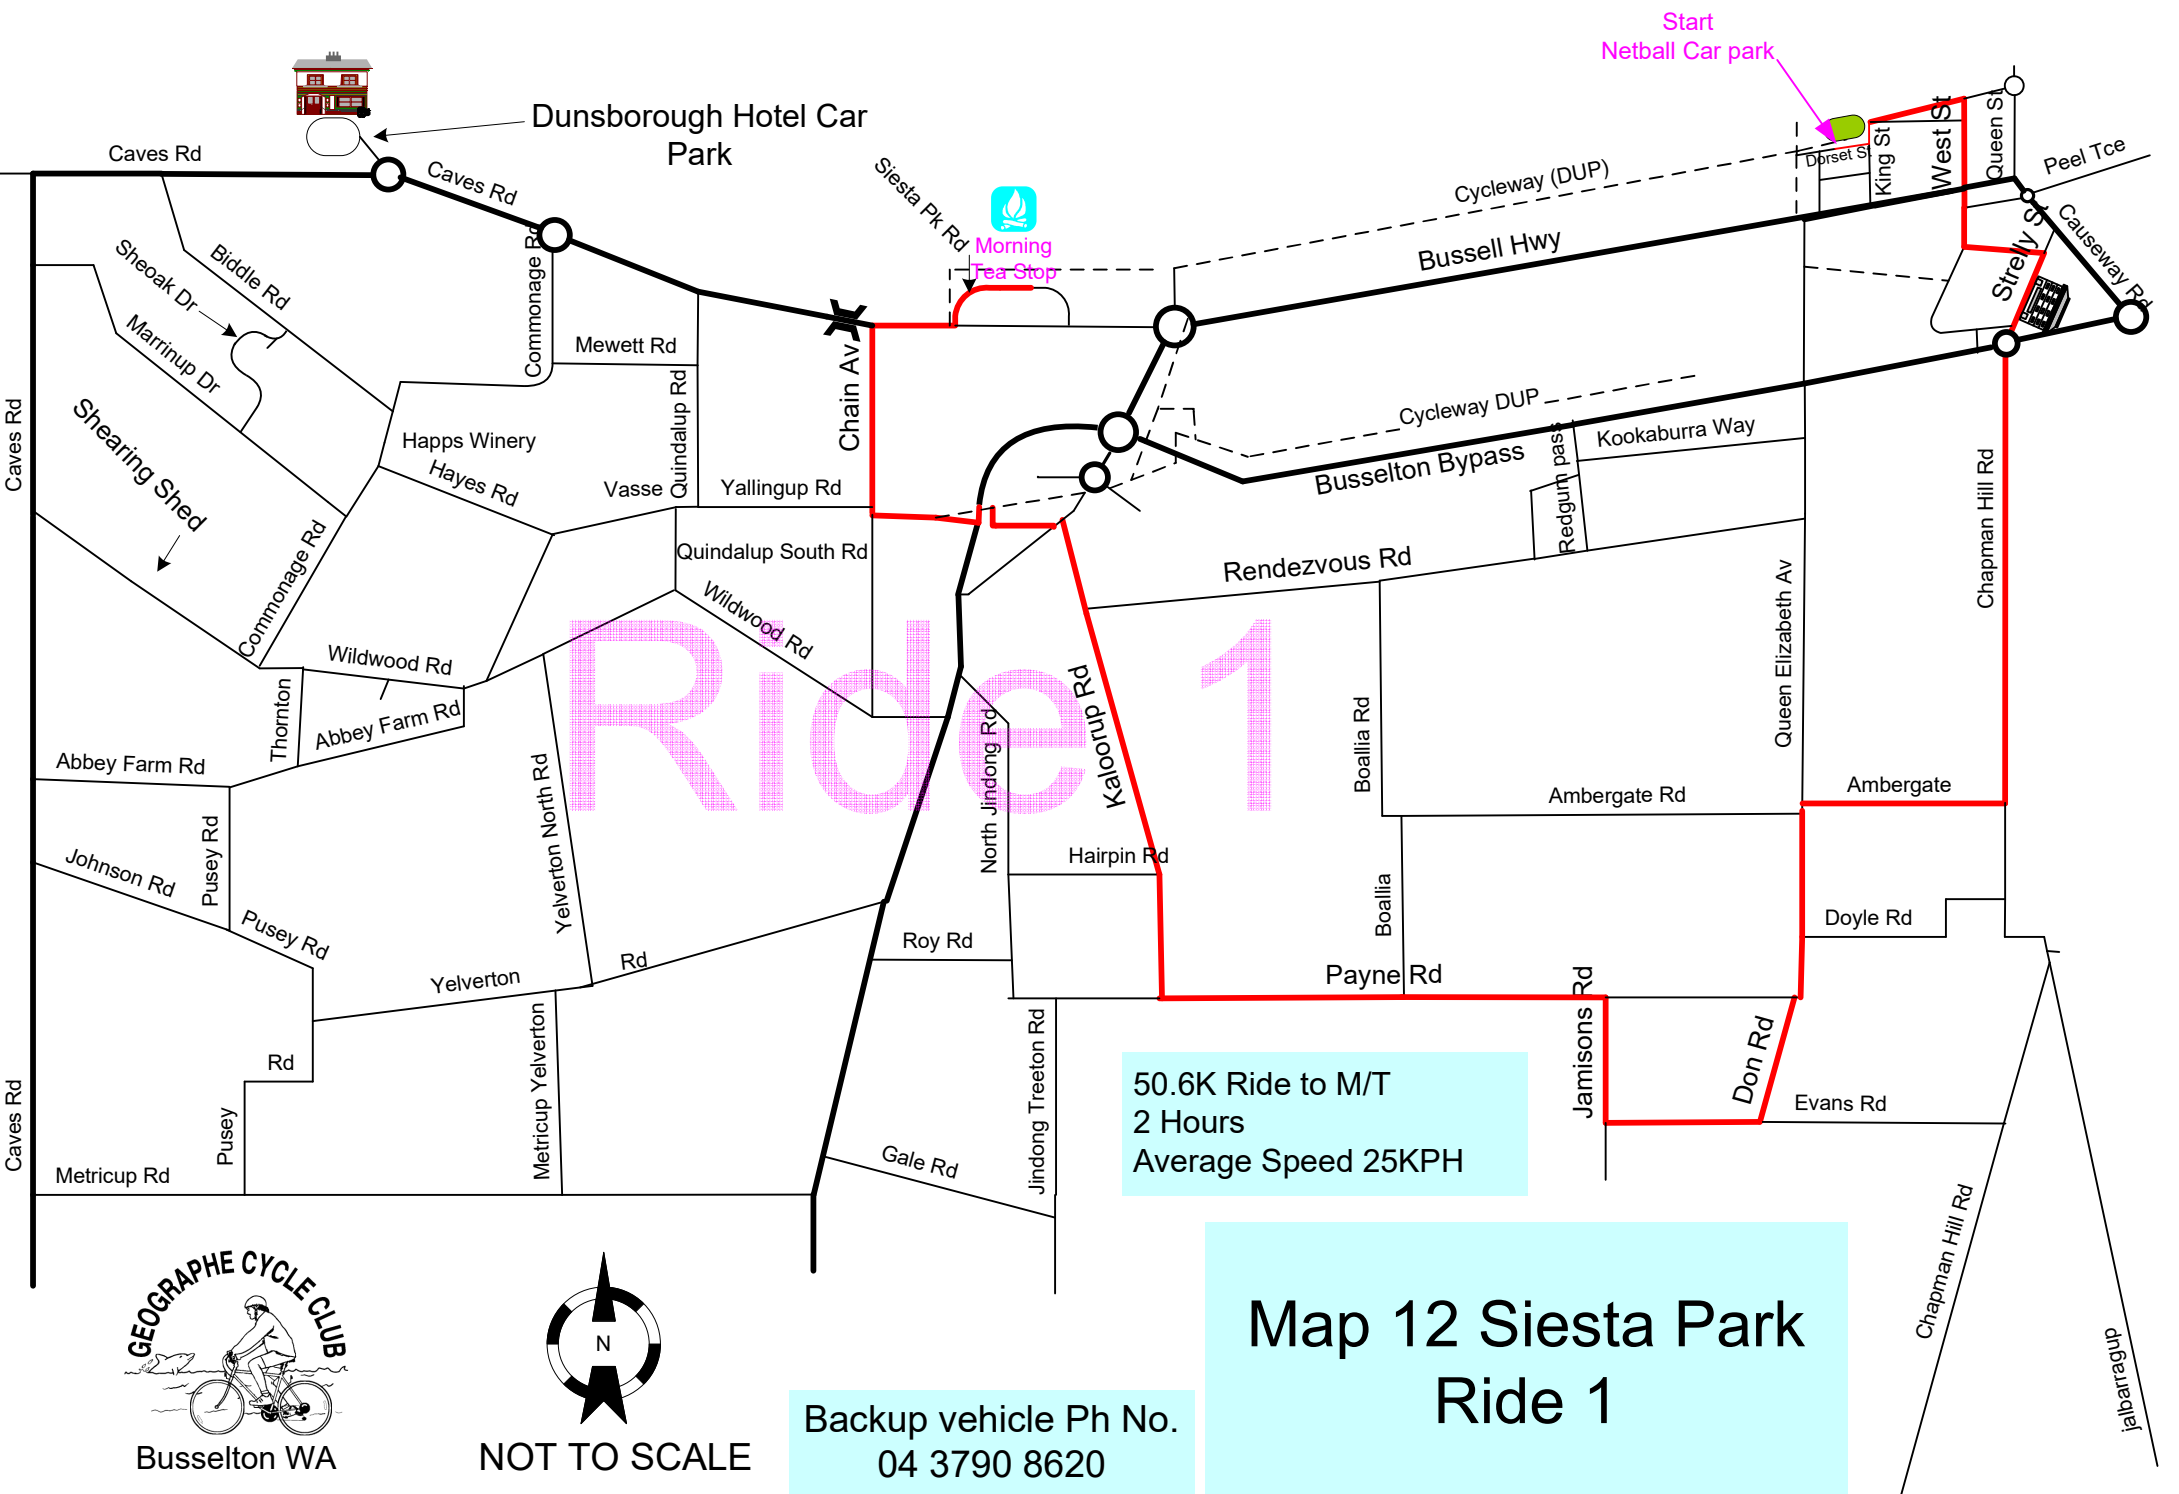 Start
Netball Car park
Dunsborough Hotel Car
Park
Caves Rd
Caves Rd
Siesta Pk Rd
Morning
Tea Stop
Cycleway (DUP)
Bussell Hwy
Dorset St
King St
West St
Queen St
Peel Tce
Causeway Rd
Strelly St
Biddle Rd
Sheoak Dr
Marrinup Dr
Commonage Rd
Mewett Rd
Quindalup Rd
Chain Av
Caves Rd
Shearing Shed
Happs Winery
Hayes Rd
Vasse
Yallingup Rd
Cycleway DUP
Kookaburra Way
Busselton Bypass
Redgum pass
Chapman Hill Rd
Commonage Rd
Quindalup South Rd
Wildwood Rd
Rendezvous Rd
Queen Elizabeth Av
Ride 1
Wildwood Rd
Thornton
Abbey Farm Rd
Abbey Farm Rd
Yelverton North Rd
North Jindong Rd
Kaloorup Rd
Boallia Rd
Ambergate Rd
Ambergate
Pusey Rd
Johnson Rd
Pusey Rd
Hairpin Rd
Boallia
Doyle Rd
Roy Rd
Yelverton
Rd
Payne Rd
Jamisons Rd
Don Rd
Evans Rd
Rd
Pusey
Metricup Yelverton
Jindong Treeton Rd
Gale Rd
Caves Rd
Metricup Rd
50.6K Ride to M/T
2 Hours
Average Speed 25KPH
Chapman Hill Rd
jalbarragup
GEOGRAPHE CYCLE CLUB
Busselton WA
N
NOT TO SCALE
Backup vehicle Ph No.
04 3790 8620
Map 12 Siesta Park
Ride 1